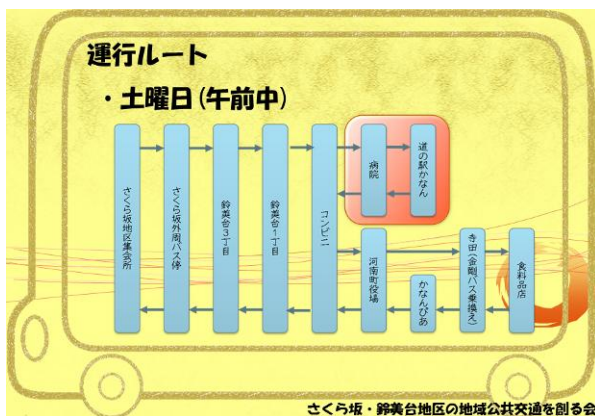 運行ルート
・土曜日(午前中)
さくら坂地区集会所
さくら坂外周バス停
鈴美台3丁目
鈴美台1丁目
コンビニ
病院
道の駅かなん
河南町役場
かなんぴあ
寺田(金剛バス乗換え)
食料品店
さくら坂・鈴美台地区の地域公共交通を創る会